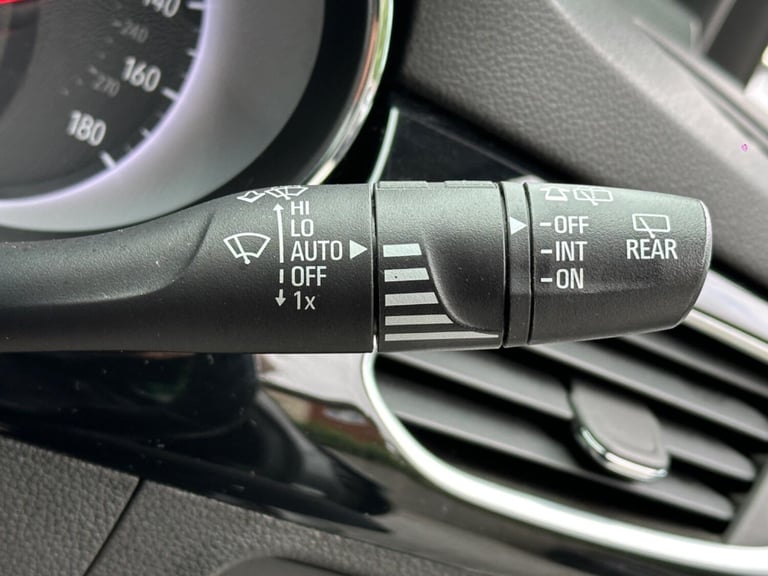 140
240
160
270
180
HI
LO
AUTO
OFF
1x
OFF
INT
ON
REAR